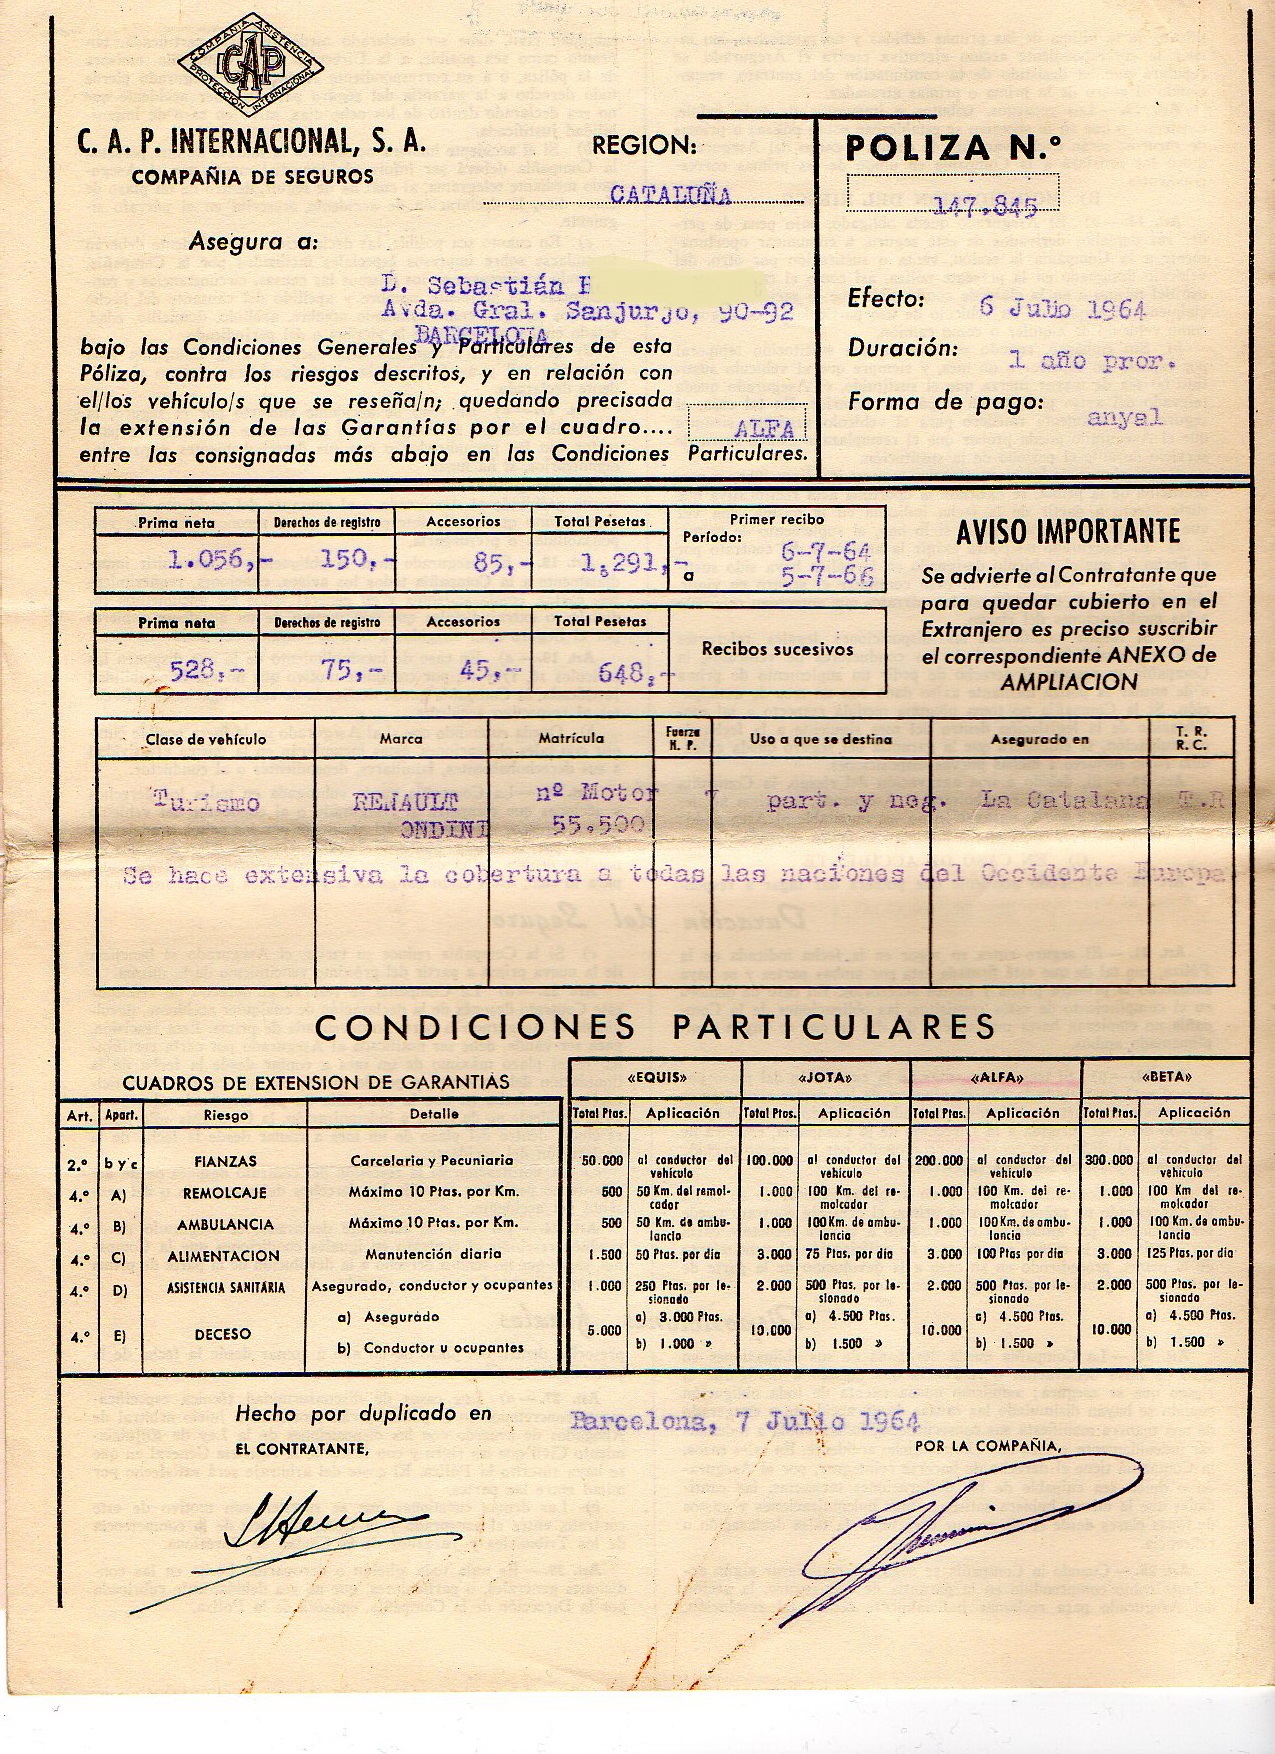 COMPAÑIA ASISTENCIA
CAP
PROTECCION INTERNACIONAL
C. A. P. INTERNACIONAL, S. A.
COMPAÑIA DE SEGUROS
REGION:
CATALUÑA
POLIZA N.º
147.845
Asegura a:
D. Sebastián
Avda. Gral. Sanjurjo, 90-92
BARCELONA
Efecto: 6 Julio 1964
Duración: 1 año pror.
Forma de pago: anyal
bajo las Condiciones Generales y Particulares de esta
Póliza, contra los riesgos descritos, y en relación con
el/los vehículo/s que se reseña/n; quedando precisada
la extensión de las Garantías por el cuadro.... ALFA
entre las consignadas más abajo en las Condiciones Particulares.
Prima neta Derechos de registro Accesorios Total Pesetas Primer recibo
Período:
1.056,- 150,- 85,- 1,291,- 6-7-64
a 5-7-66
Prima neta Derechos de registro Accesorios Total Pesetas Recibos sucesivos
528,- 75,- 45,- 648,-
AVISO IMPORTANTE
Se advierte al Contratante que
para quedar cubierto en el
Extranjero es preciso suscribir
el correspondiente ANEXO de
AMPLIACION
Clase de vehículo Marca Matrícula Fuerza H. P. Uso a que se destina Asegurado en T. R. R. C.
Turismo RENAULT nº Motor 7 part. y neg. La Catalana T.R
ONDINE 55.500
Se hace extensiva la cobertura a todas las naciones del Occidente Europa
CONDICIONES PARTICULARES
CUADROS DE EXTENSION DE GARANTIAS «EQUIS» «JOTA» «ALFA» «BETA»
Art. Apart. Riesgo Detalle Total Ptas. Aplicación Total Ptas. Aplicación Total Ptas. Aplicación Total Ptas. Aplicación
2.º b y c FIANZAS Carcelaria y Pecuniaria 50.000 al conductor del vehículo 100.000 al conductor del vehículo 200.000 al conductor del vehículo 300.000 al conductor del vehículo
4.º A) REMOLCAJE Máximo 10 Ptas. por Km. 500 50 Km. del remolcador 1.000 100 Km. del remolcador 1.000 100 Km. del remolcador 1.000 100 Km del remolcador
4.º B) AMBULANCIA Máximo 10 Ptas. por Km. 500 50 Km. de ambulancia 1.000 100 Km. de ambulancia 1.000 100 Km. de ambulancia 1.000 100 Km. de ambulancia
4.º C) ALIMENTACION Manutención diaria 1.500 50 Ptas. por día 3.000 75 Ptas. por día 3.000 100 Ptas por día 3.000 125 Ptas. por día
4.º D) ASISTENCIA SANITARIA Asegurado, conductor y ocupantes 1.000 250 Ptas. por lesionado 2.000 500 Ptas. por lesionado 2.000 500 Ptas. por lesionado 2.000 500 Ptas. por lesionado
4.º E) DECESO a) Asegurado 5.000 a) 3.000 Ptas. 10.000 a) 4.500 Ptas. 10.000 a) 4.500 Ptas. 10.000 a) 4.500 Ptas.
b) Conductor u ocupantes b) 1.000 » b) 1.500 » b) 1.500 » b) 1.500 »
Hecho por duplicado en Barcelona, 7 Julio 1964
EL CONTRATANTE, POR LA COMPAÑIA,